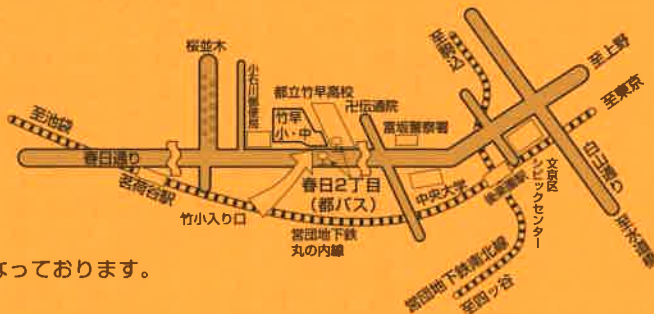 桜並木
小石川郵便局
都立竹早高校
竹早
小・中
卍伝通院
富坂警察署
至駒込
至上野
至東京
至池袋
春日通り
茗荷谷駅
竹小入り口
春日2丁目
(都バス)
営団地下鉄
丸の内線
中央大学
後楽園駅
文京区
シビックセンター
白山通り
至水道橋
営団地下鉄南北線
至四ッ谷
なっております。